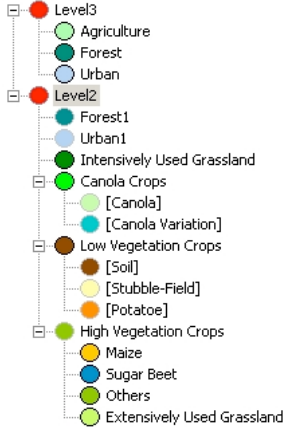 Level3
Agriculture
Forest
Urban
Level2
Forest1
Urban1
Intensively Used Grassland
Canola Crops
[Canola]
[Canola Variation]
Low Vegetation Crops
[Soil]
[Stubble-Field]
[Potatoe]
High Vegetation Crops
Maize
Sugar Beet
Others
Extensively Used Grassland